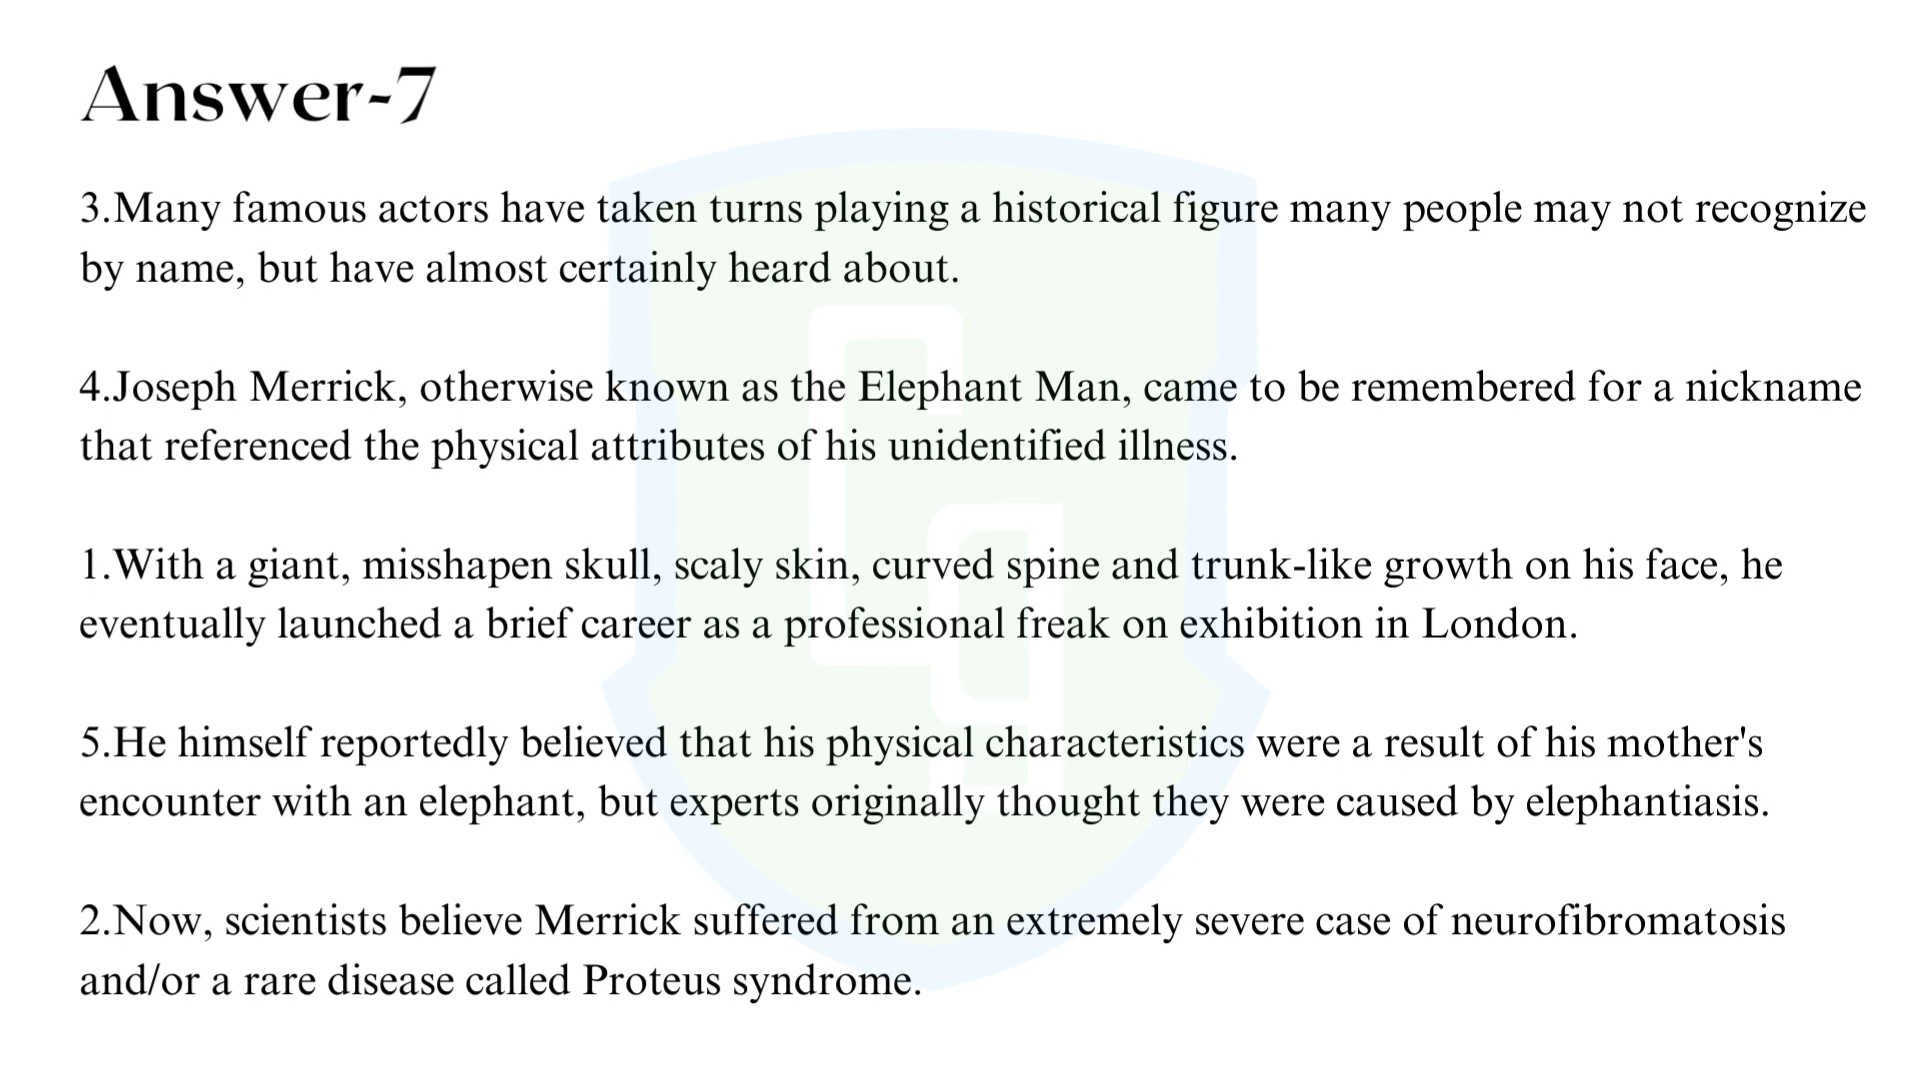 Answer-7
3.Many famous actors have taken turns playing a historical figure many people may not recognize
by name, but have almost certainly heard about.
4.Joseph Merrick, otherwise known as the Elephant Man, came to be remembered for a nickname
that referenced the physical attributes of his unidentified illness.
1.With a giant, misshapen skull, scaly skin, curved spine and trunk-like growth on his face, he
eventually launched a brief career as a professional freak on exhibition in London.
5.He himself reportedly believed that his physical characteristics were a result of his mother's
encounter with an elephant, but experts originally thought they were caused by elephantiasis.
2.Now, scientists believe Merrick suffered from an extremely severe case of neurofibromatosis
and/or a rare disease called Proteus syndrome.